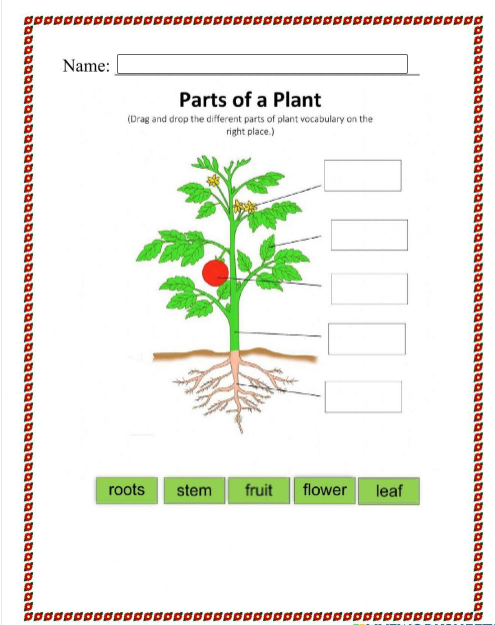 Name:
Parts of a Plant
(Drag and drop the different parts of plant vocabulary on the
right place.)
roots stem fruit flower leaf